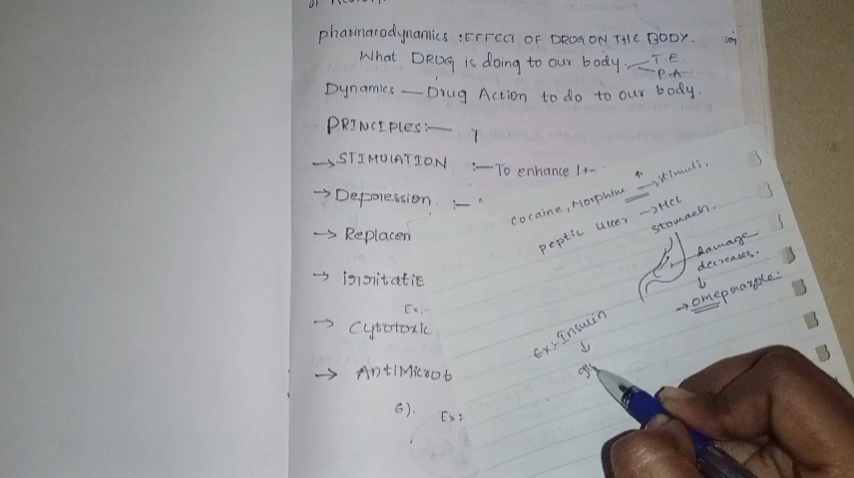 pharmacodynamics :EFFECT OF DRUG ON THE BODY.
What DRUG is doing to our body. T.E
P.A
Dynamics — Drug Action to do to our body.
PRINCIPLES:—
→ STIMULATION :— To enhance
→ Depression :—
→ Replacen
→ irritatie
Ex:-
→ Cytotoxic
→ AntiMicrob
6).
Ex:
cocaine, Morphine ↑ → stimuli.
peptic ulcer → HCL
stomach.
damage
decreases.
↓
→ omeprazole.
Ex:- Insulin
↓